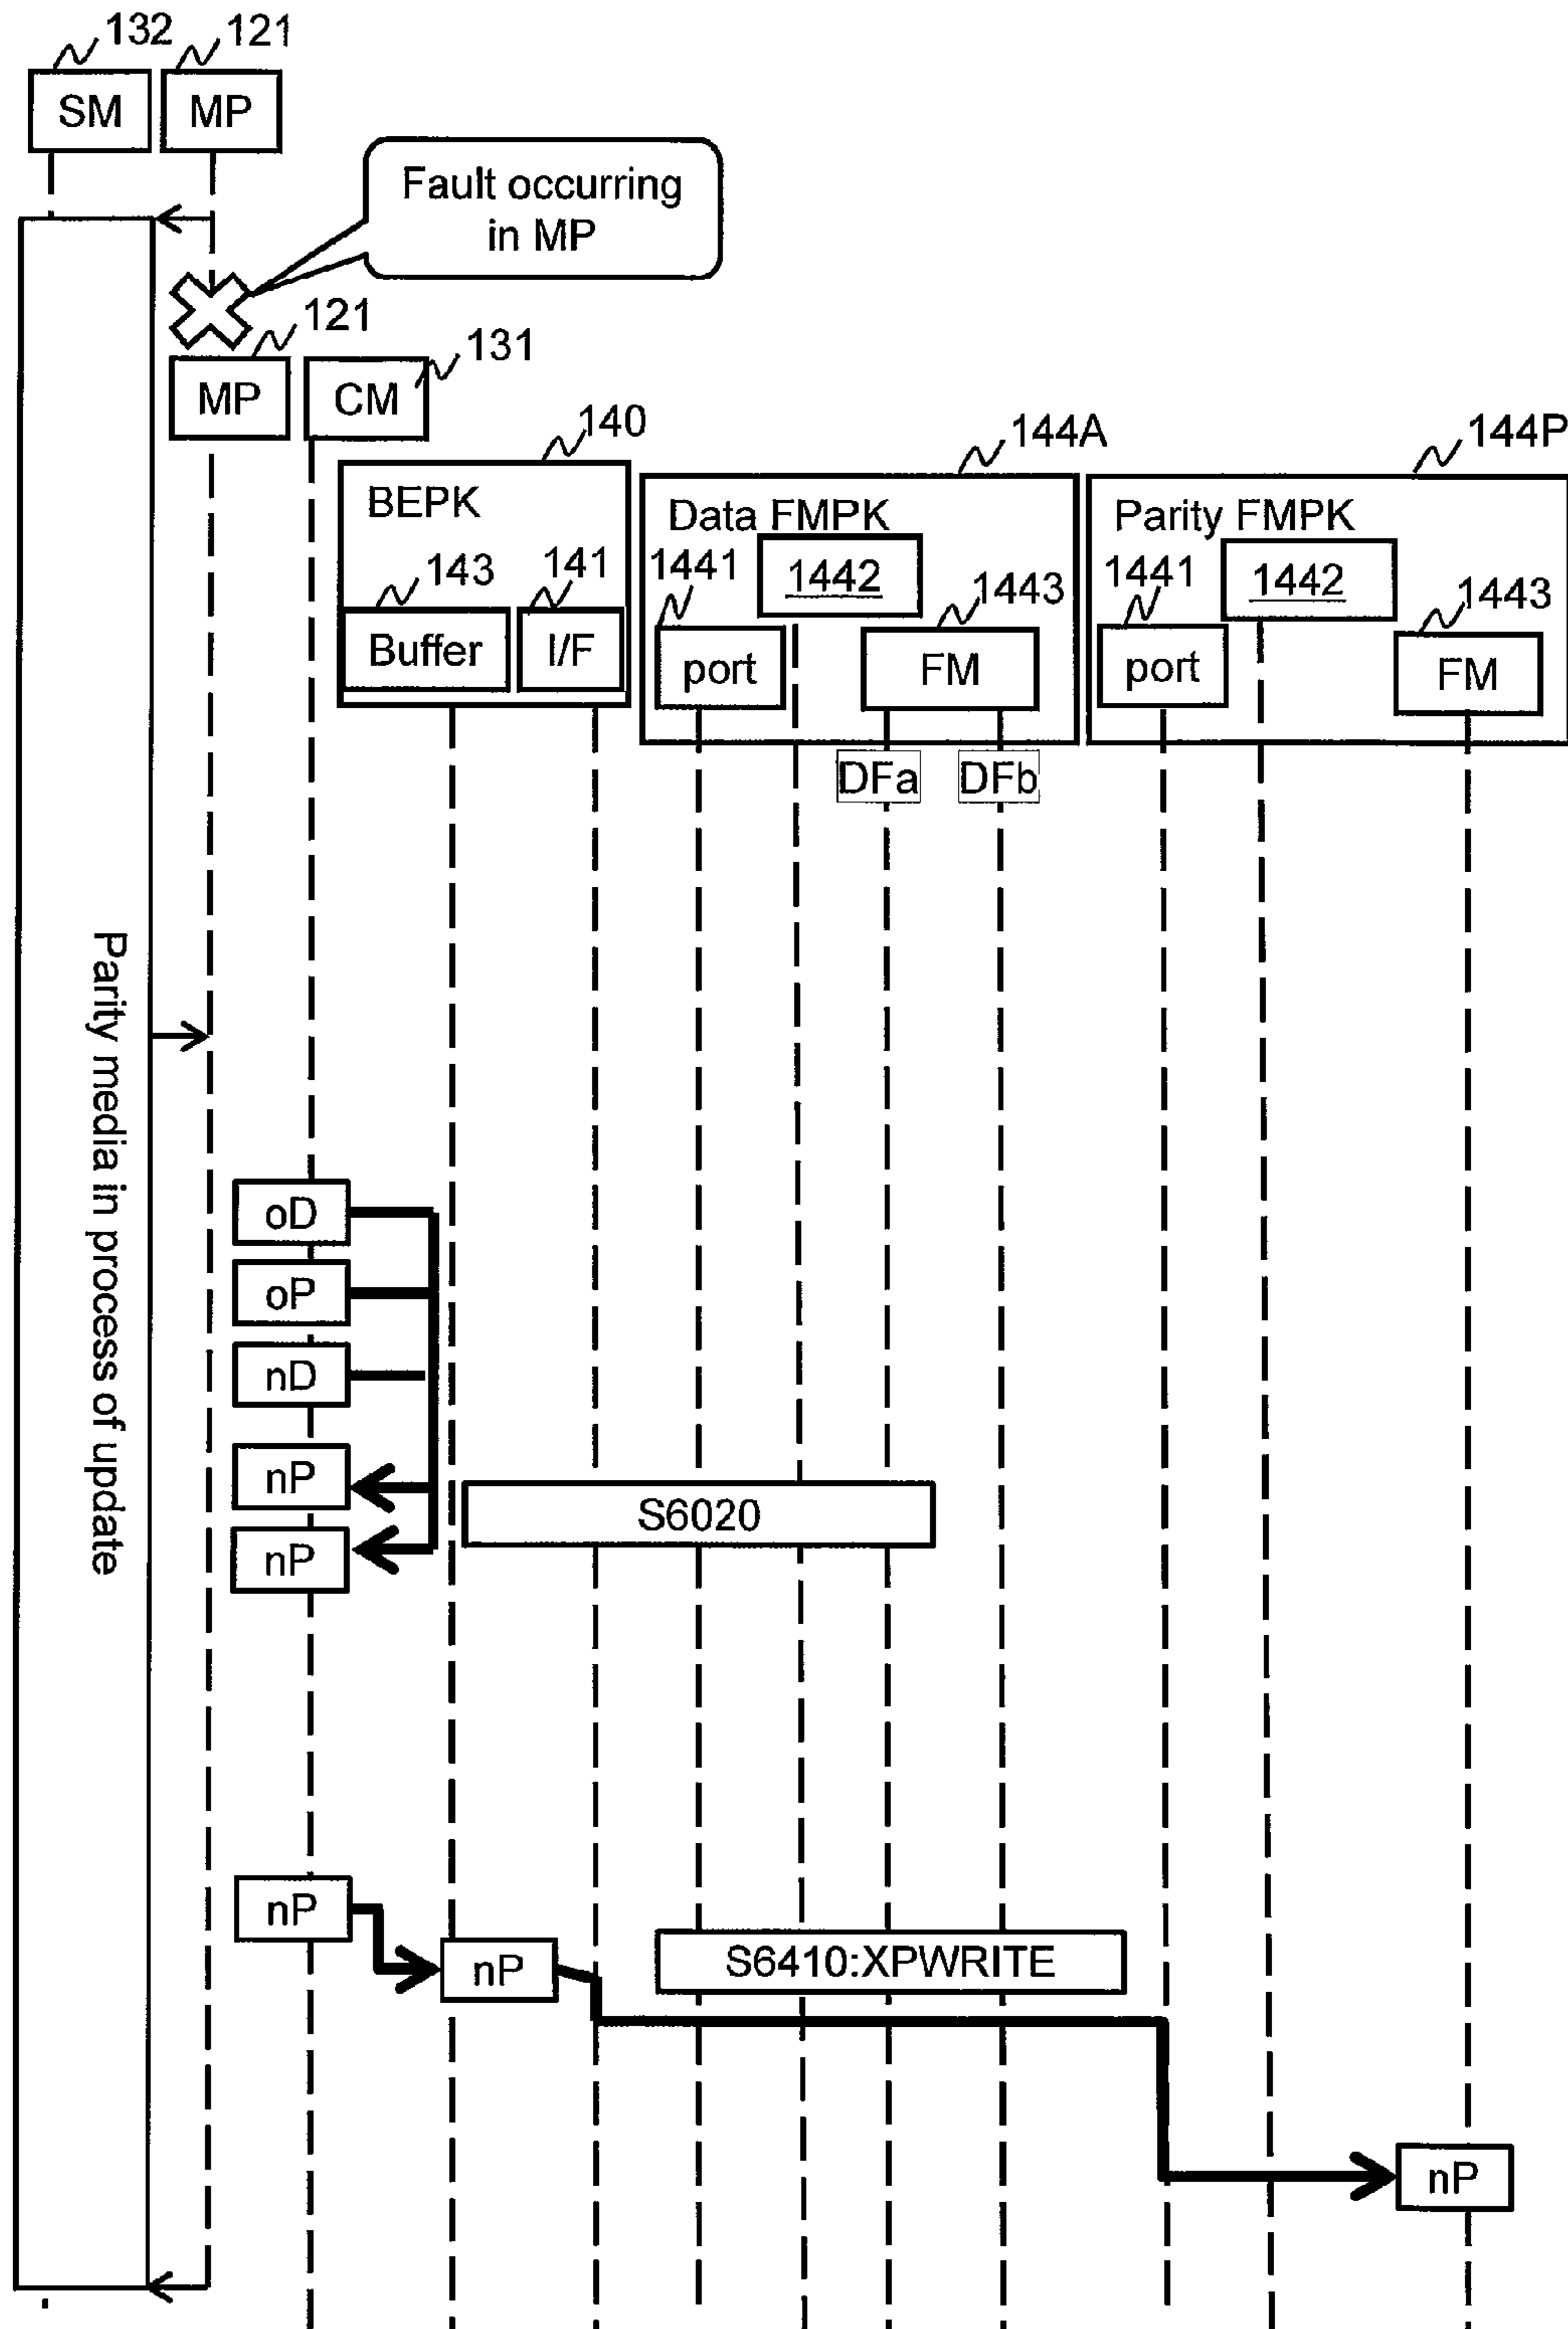 132
121
SM
MP
Fault occurring
in MP
121
131
MP
CM
140
144A
144P
BEPK
Data FMPK
Parity FMPK
143
141
1441
1442
1443
1441
1442
1443
Buffer
I/F
port
FM
port
FM
DFa
DFb
Parity media in process of update
oD
oP
nD
nP
S6020
nP
nP
nP
S6410:XPWRITE
nP